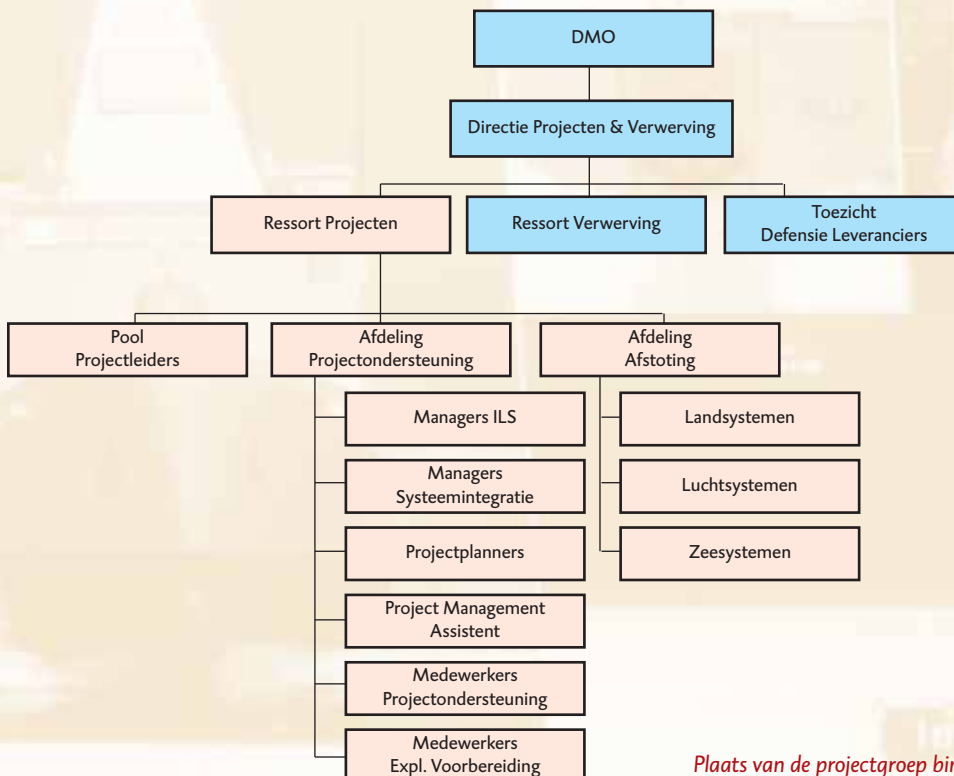 DMO
Directie Projecten & Verwerving
Ressort Projecten
Ressort Verwerving
Toezicht
Defensie Leveranciers
Pool
Projectleiders
Afdeling
Projectondersteuning
Afdeling
Afstoting
Managers ILS
Landsystemen
Managers
Systeemintegratie
Luchtsystemen
Projectplanners
Zeesystemen
Project Management
Assistent
Medewerkers
Projectondersteuning
Medewerkers
Expl. Voorbereiding
Plaats van de projectgroep bin